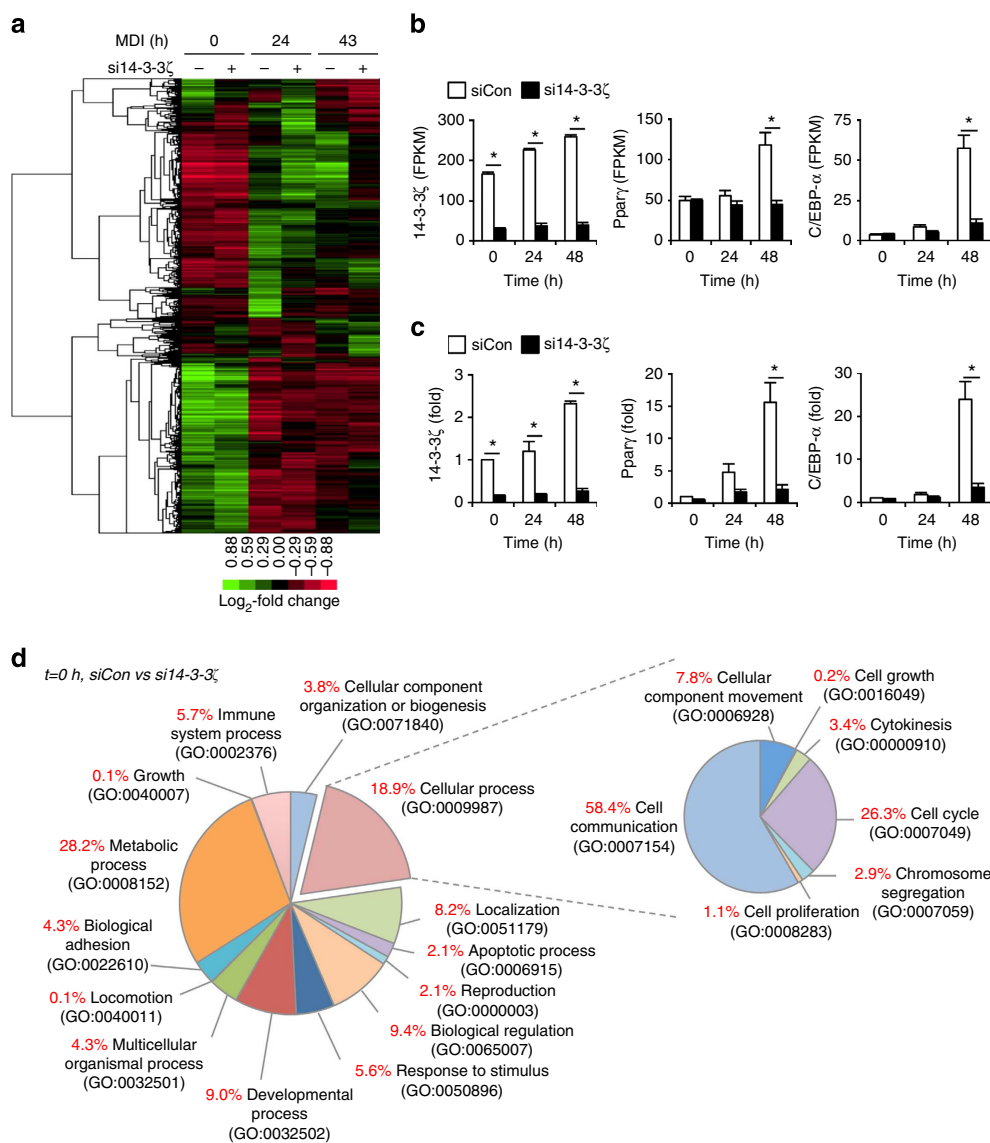 a
MDI (h) 0 24 43
si14-3-3ζ – + – + – +
0.88
0.59
0.29
0.00
–0.29
–0.59
–0.88
Log2-fold change
b
siCon si14-3-3ζ
14-3-3ζ (FPKM)
300
200
100
0
*
*
*
0 24 48
Time (h)
Pparγ (FPKM)
150
100
50
0
*
0 24 48
Time (h)
C/EBP-α (FPKM)
75
50
25
0
*
0 24 48
Time (h)
c
siCon si14-3-3ζ
14-3-3ζ (fold)
3
2
1
0
*
*
*
0 24 48
Time (h)
Pparγ (fold)
20
15
10
5
0
*
0 24 48
Time (h)
C/EBP-α (fold)
30
20
10
0
*
0 24 48
Time (h)
d
t=0 h, siCon vs si14-3-3ζ
3.8% Cellular component
organization or biogenesis
(GO:0071840)
5.7% Immune
system process
(GO:0002376)
0.1% Growth
(GO:0040007)
28.2% Metabolic
process
(GO:0008152)
4.3% Biological
adhesion
(GO:0022610)
0.1% Locomotion
(GO:0040011)
4.3% Multicellular
organismal process
(GO:0032501)
9.0% Developmental
process
(GO:0032502)
5.6% Response to stimulus
(GO:0050896)
9.4% Biological regulation
(GO:0065007)
2.1% Reproduction
(GO:0000003)
2.1% Apoptotic process
(GO:0006915)
8.2% Localization
(GO:0051179)
18.9% Cellular process
(GO:0009987)
7.8% Cellular
component movement
(GO:0006928)
0.2% Cell growth
(GO:0016049)
3.4% Cytokinesis
(GO:00000910)
26.3% Cell cycle
(GO:0007049)
2.9% Chromosome
segregation
(GO:0007059)
1.1% Cell proliferation
(GO:0008283)
58.4% Cell
communication
(GO:0007154)